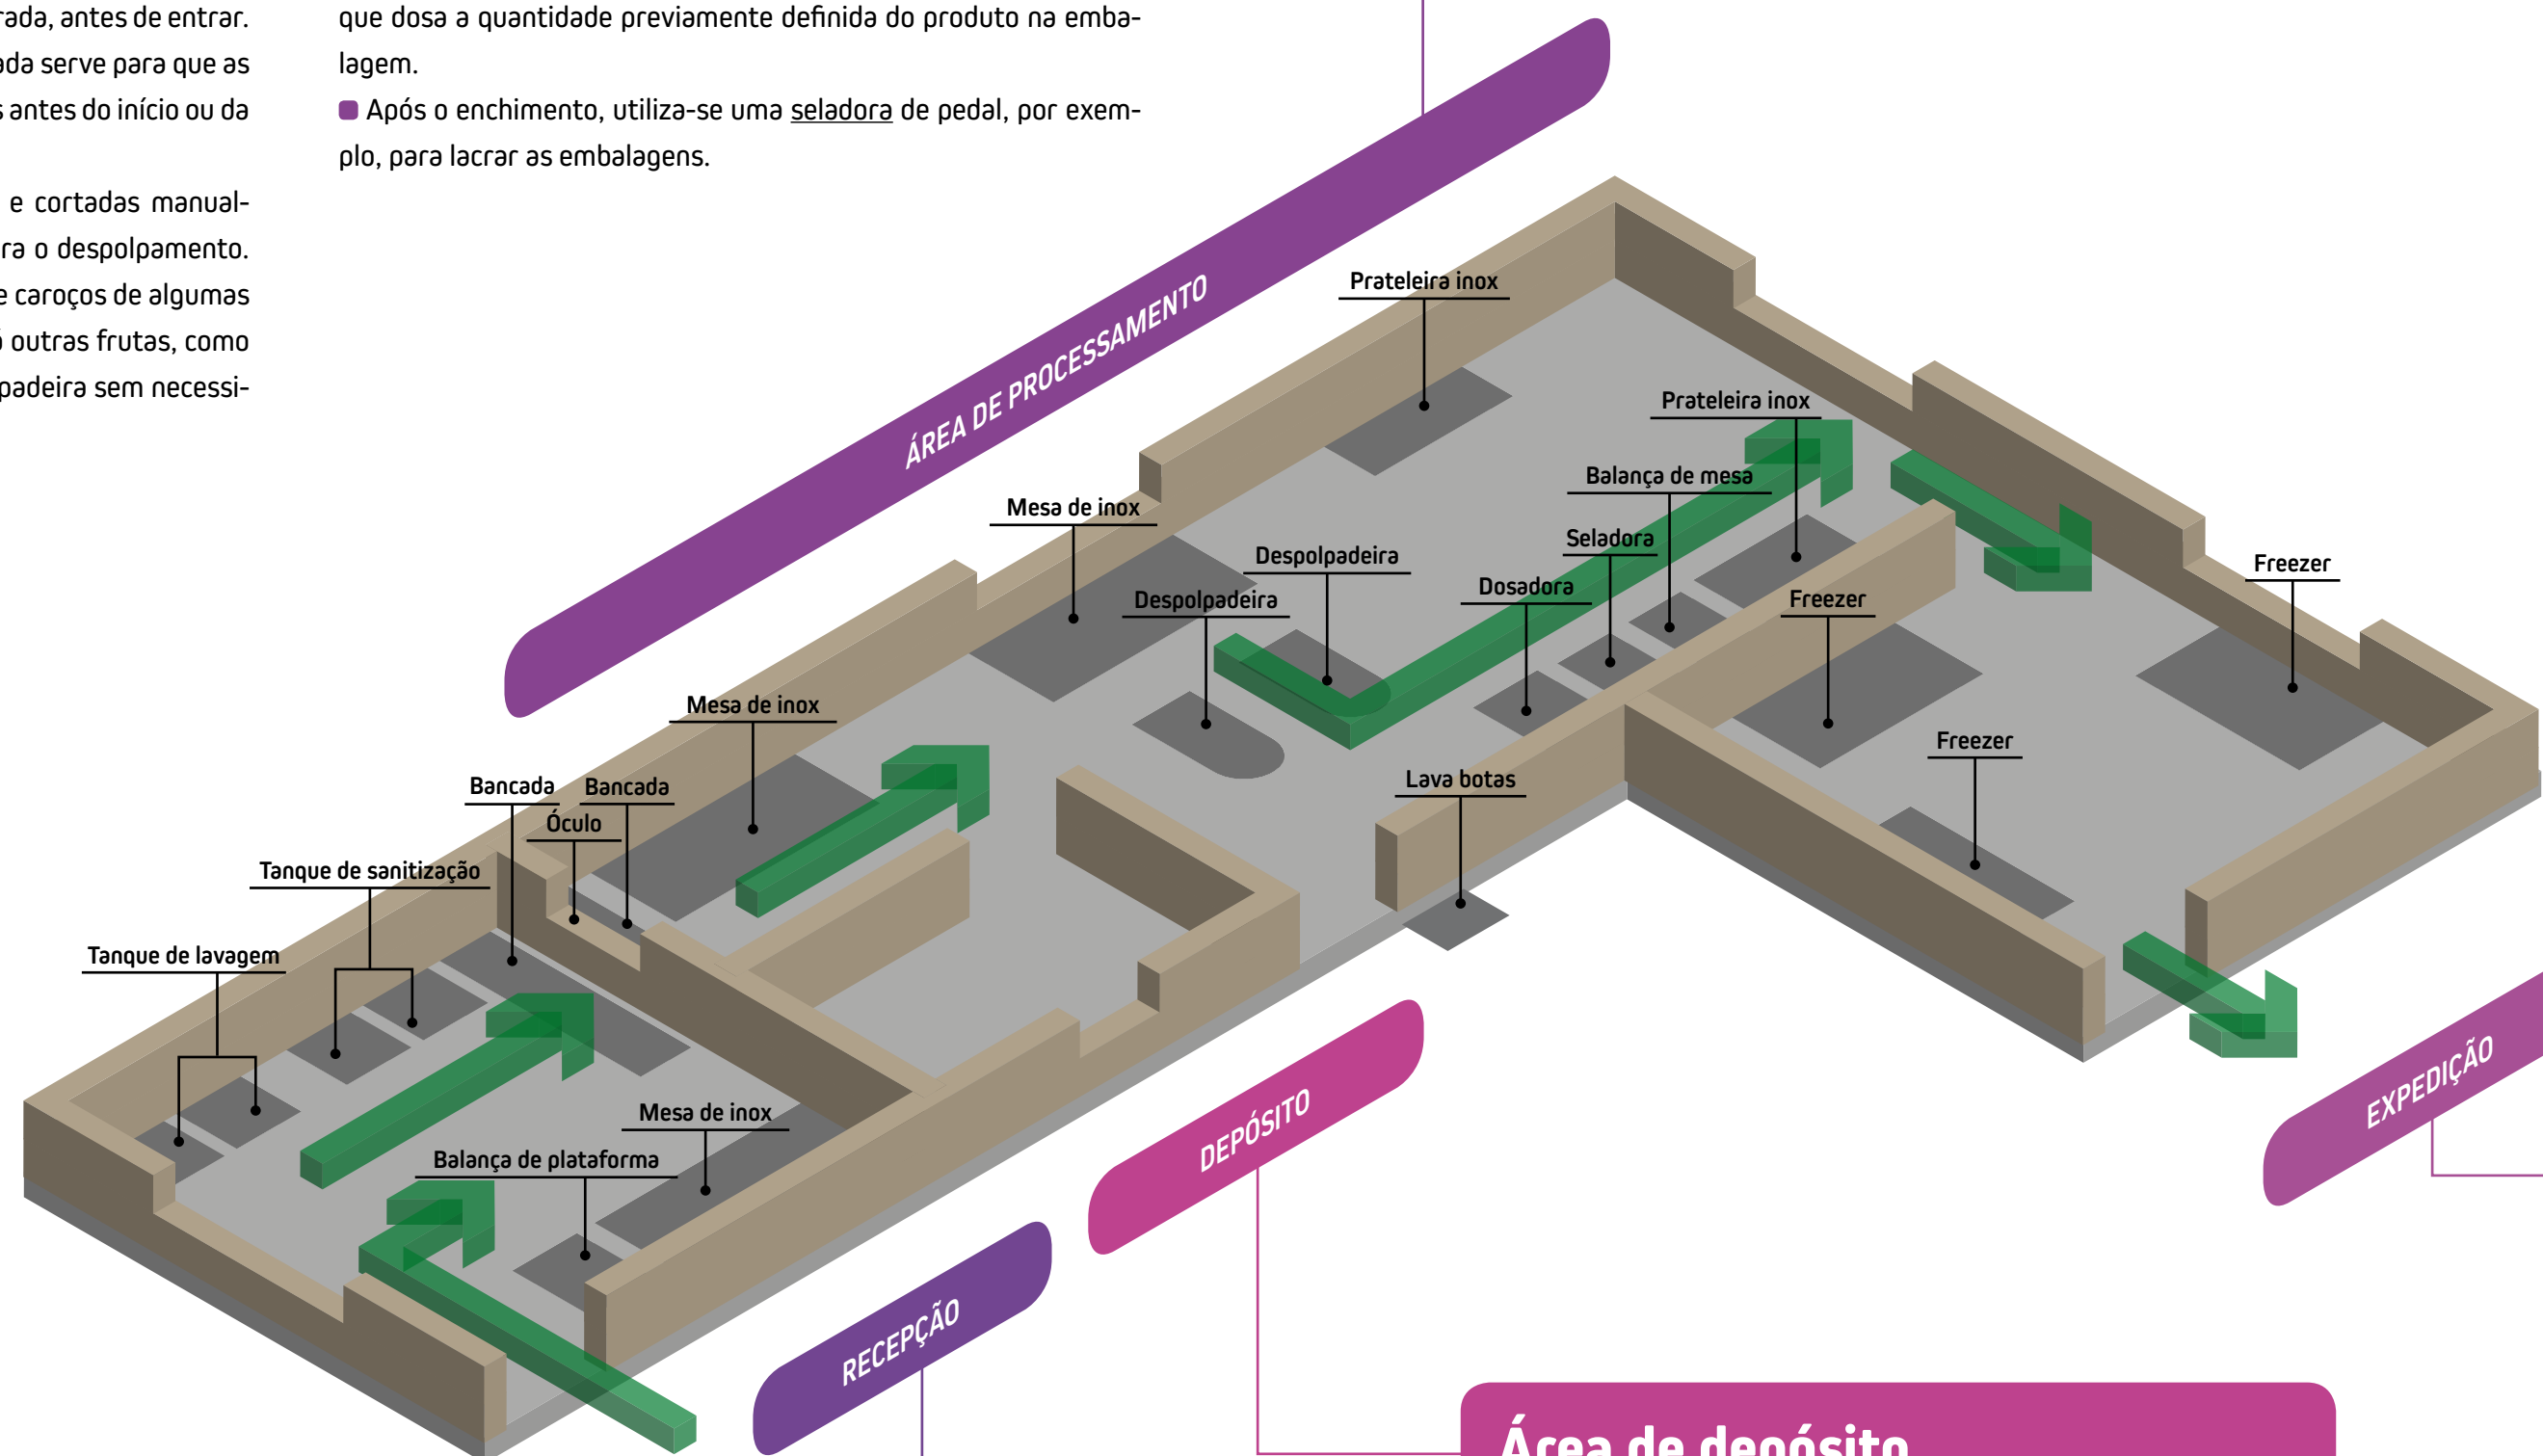 rada, antes de entrar.
ada serve para que as
s antes do início ou da
e cortadas manual-
ra o despolpamento.
e caroços de algumas
ó outras frutas, como
padeira sem necessi-
que dosa a quantidade previamente definida do produto na emba-
lagem.
Após o enchimento, utiliza-se uma seladora de pedal, por exem-
plo, para lacrar as embalagens.
ÁREA DE PROCESSAMENTO
Prateleira inox
Prateleira inox
Balança de mesa
Mesa de inox
Seladora
Despolpadeira
Freezer
Dosadora
Despolpadeira
Freezer
Mesa de inox
Freezer
Bancada
Bancada
Lava botas
Óculo
Tanque de sanitização
Tanque de lavagem
Mesa de inox
Balança de plataforma
EXPEDIÇÃO
DEPÓSITO
RECEPÇÃO
Área de depósito